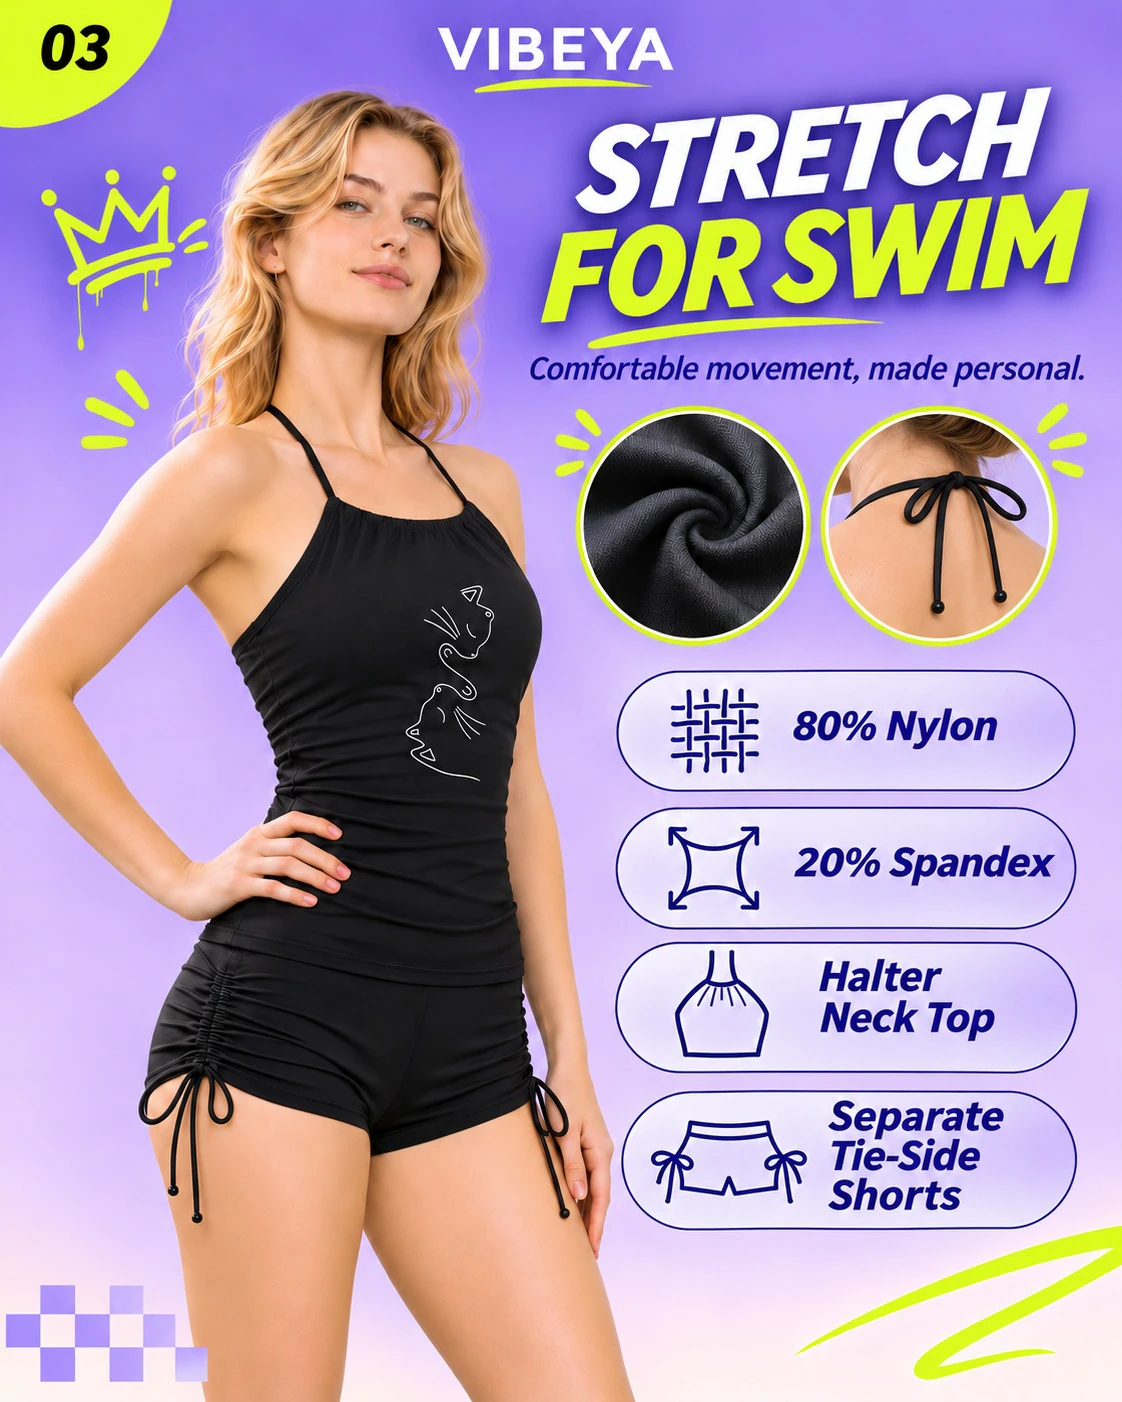 03
VIBEYA
STRETCH
FOR SWIM
Comfortable movement, made personal.
80% Nylon
20% Spandex
Halter
Neck Top
Separate
Tie-Side
Shorts